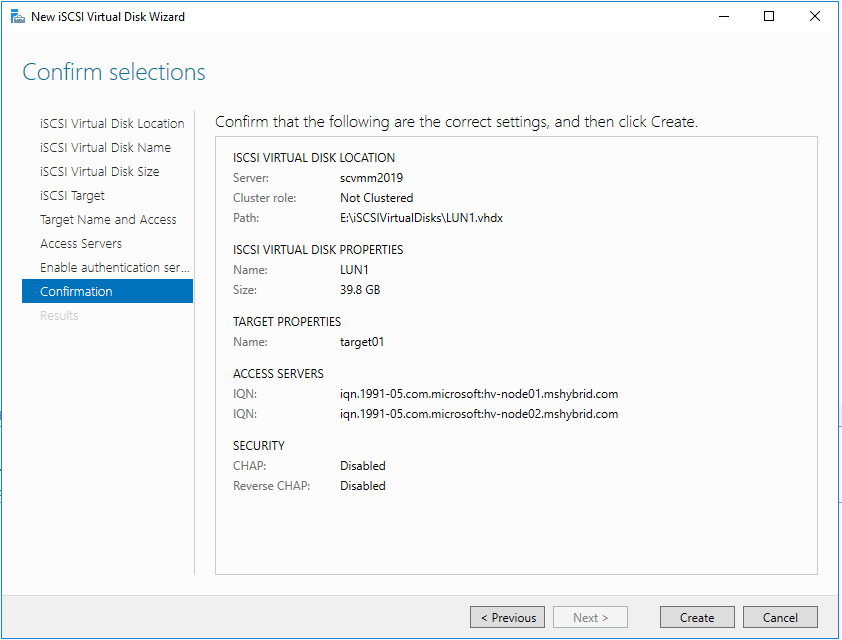 New iSCSI Virtual Disk Wizard
Confirm selections
iSCSI Virtual Disk Location
iSCSI Virtual Disk Name
iSCSI Virtual Disk Size
iSCSI Target
Target Name and Access
Access Servers
Enable authentication ser...
Confirmation
Results
Confirm that the following are the correct settings, and then click Create.
ISCSI VIRTUAL DISK LOCATION
Server: scvmm2019
Cluster role: Not Clustered
Path: E:\iSCSIVirtualDisks\LUN1.vhdx
ISCSI VIRTUAL DISK PROPERTIES
Name: LUN1
Size: 39.8 GB
TARGET PROPERTIES
Name: target01
ACCESS SERVERS
IQN: iqn.1991-05.com.microsoft:hv-node01.mshybrid.com
IQN: iqn.1991-05.com.microsoft:hv-node02.mshybrid.com
SECURITY
CHAP: Disabled
Reverse CHAP: Disabled
< Previous
Next >
Create
Cancel